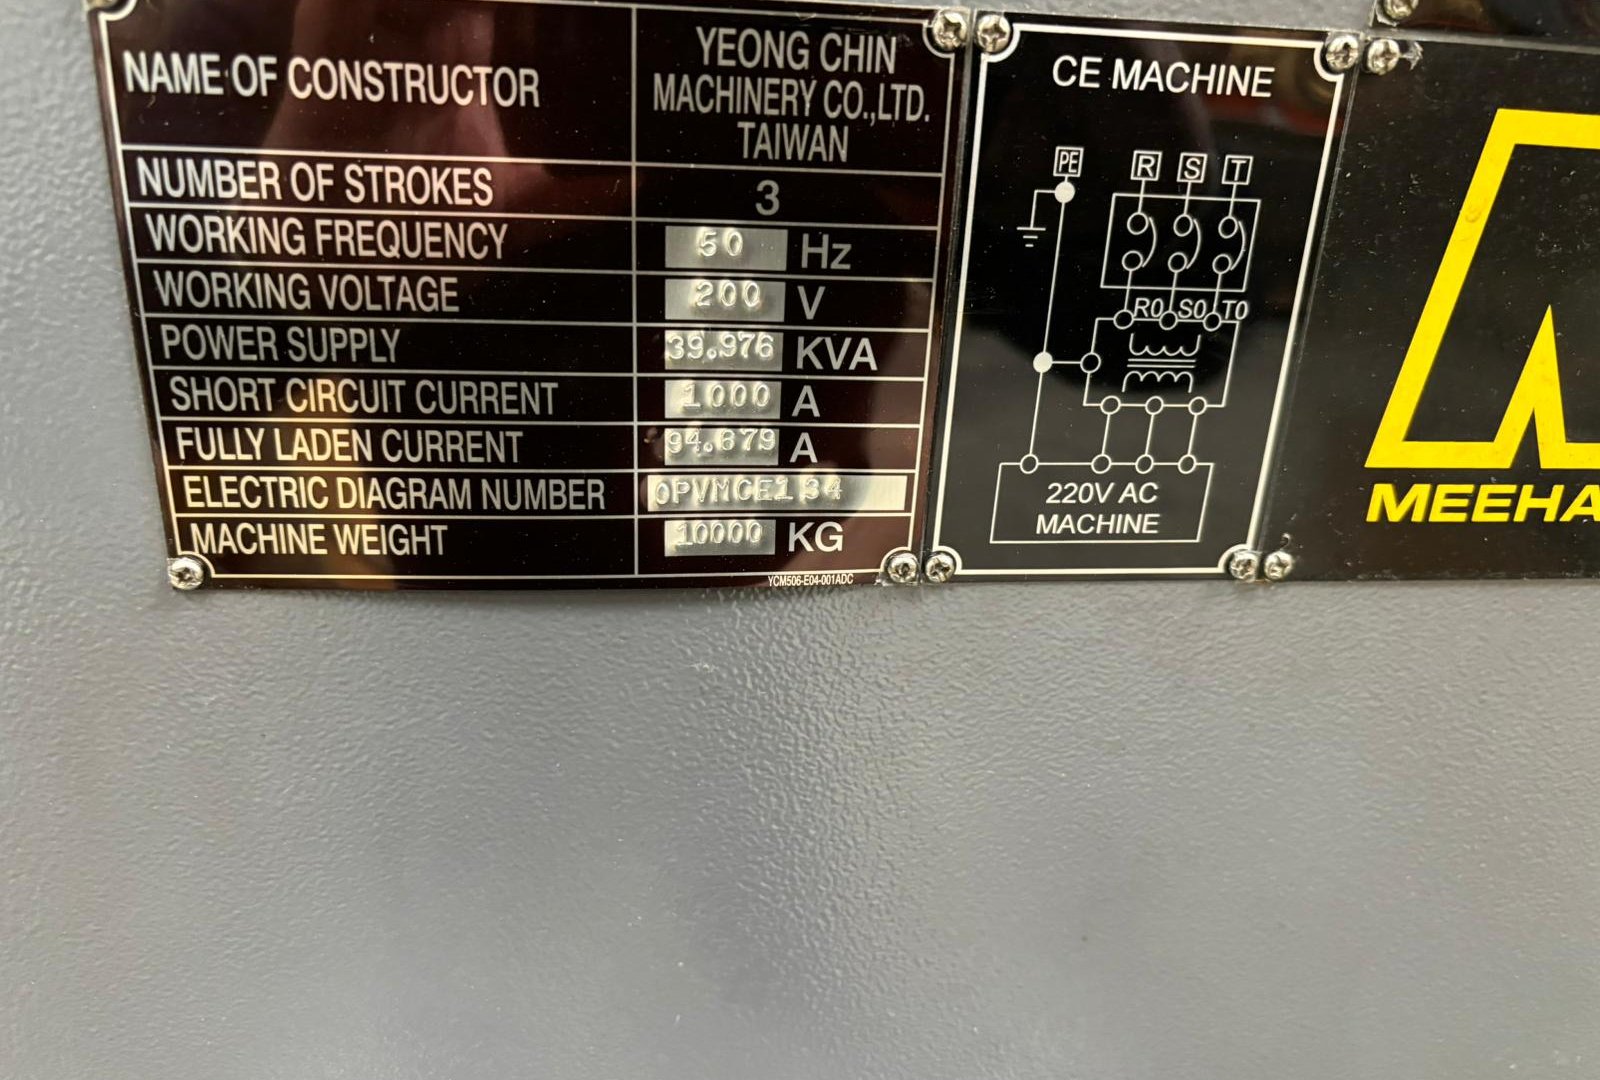 NAME OF CONSTRUCTOR
YEONG CHIN
MACHINERY CO.,LTD.
TAIWAN
NUMBER OF STROKES 3
WORKING FREQUENCY 50 Hz
WORKING VOLTAGE 200 V
POWER SUPPLY 39.976 KVA
SHORT CIRCUIT CURRENT 1000 A
FULLY LADEN CURRENT 94.679 A
ELECTRIC DIAGRAM NUMBER OPVMCE134
MACHINE WEIGHT 10000 KG
YCM506-E04-001ADC
CE MACHINE
PE R S T
R0 S0 T0
220V AC
MACHINE
MEEHA